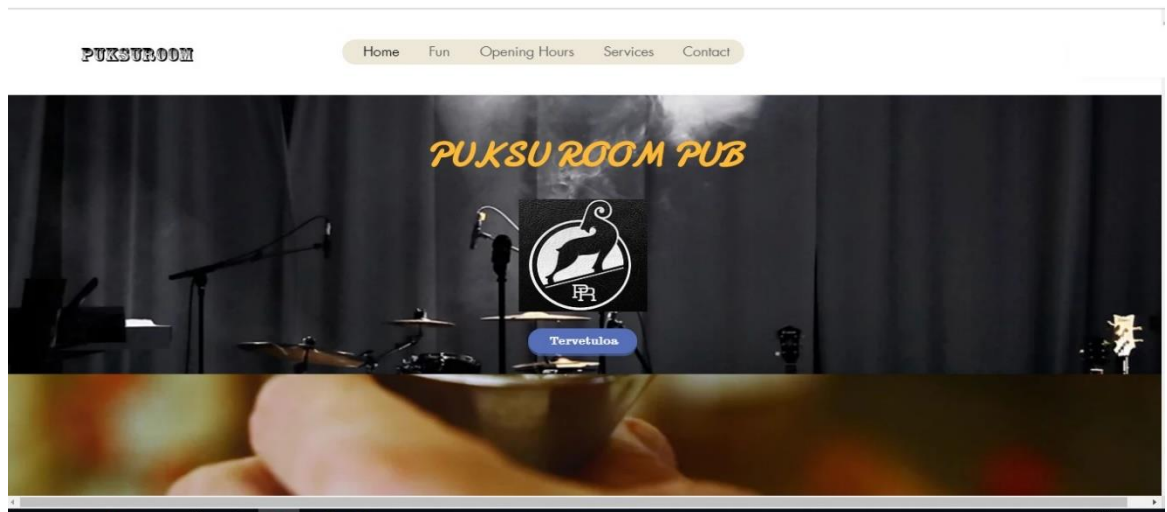 PUKSUROOM
Home Fun Opening Hours Services Contact
PUKSU ROOM PUB
PR
Tervetuloa